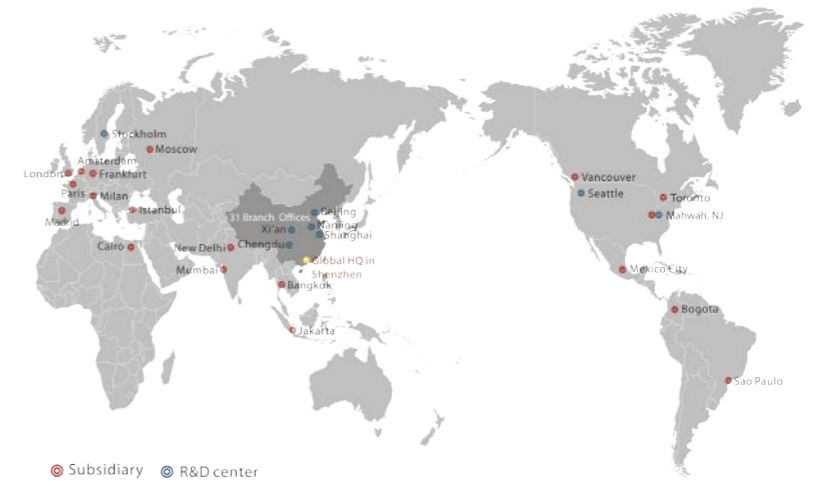 Stockholm
Moscow
Amsterdam
London
Frankfurt
Paris
Milan
Madrid
Istanbul
Cairo
New Delhi
Mumbai
31 Branch Offices
Beijing
Xi'an
Nanjing
Shanghai
Chengdu
Global HQ in
Shenzhen
Bangkok
Jakarta
Vancouver
Seattle
Toronto
Mahwah, NJ
Mexico City
Bogota
Sao Paulo
Subsidiary
R&D center